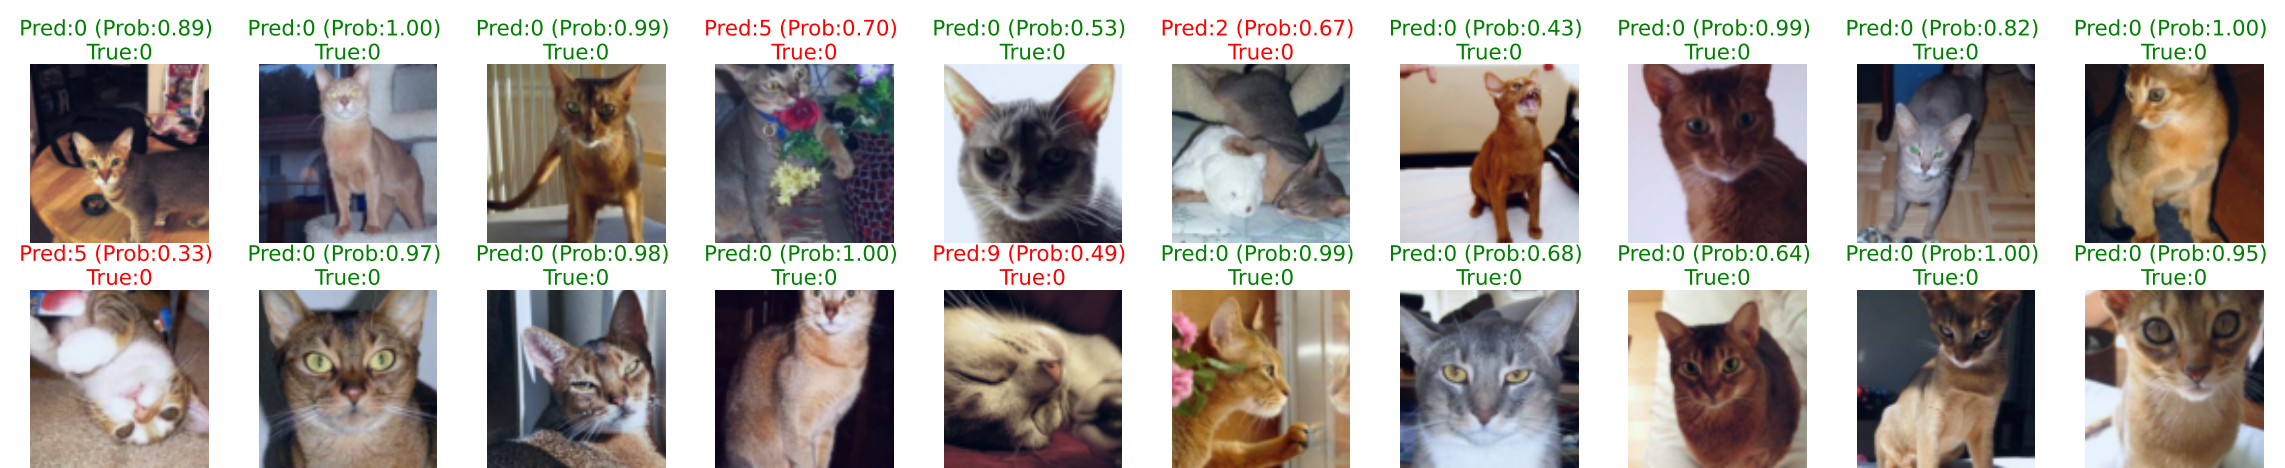 Pred:0 (Prob:0.89) Pred:0 (Prob:1.00) Pred:0 (Prob:0.99) Pred:5 (Prob:0.70) Pred:0 (Prob:0.53) Pred:2 (Prob:0.67) Pred:0 (Prob:0.43) Pred:0 (Prob:0.99) Pred:0 (Prob:0.82) Pred:0 (Prob:1.00)
True:0 True:0 True:0 True:0 True:0 True:0 True:0 True:0 True:0 True:0
Pred:5 (Prob:0.33) Pred:0 (Prob:0.97) Pred:0 (Prob:0.98) Pred:0 (Prob:1.00) Pred:9 (Prob:0.49) Pred:0 (Prob:0.99) Pred:0 (Prob:0.68) Pred:0 (Prob:0.64) Pred:0 (Prob:1.00) Pred:0 (Prob:0.95)
True:0 True:0 True:0 True:0 True:0 True:0 True:0 True:0 True:0 True:0